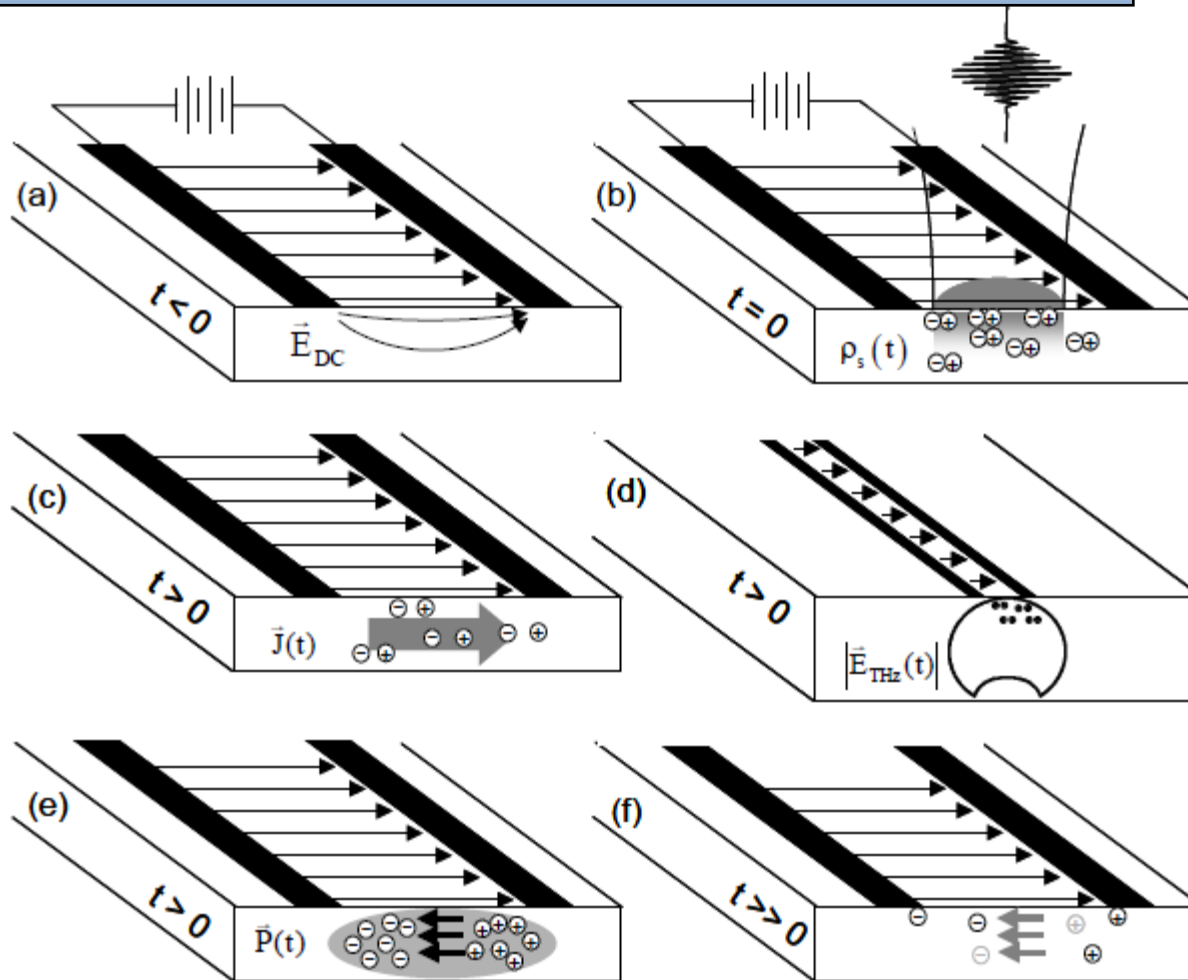 (a)
t < 0
E⃗DC
(b)
t = 0
ρs(t)
(c)
t > 0
J⃗(t)
(d)
t > 0
|E⃗THz(t)|
(e)
t > 0
P⃗(t)
(f)
t >> 0